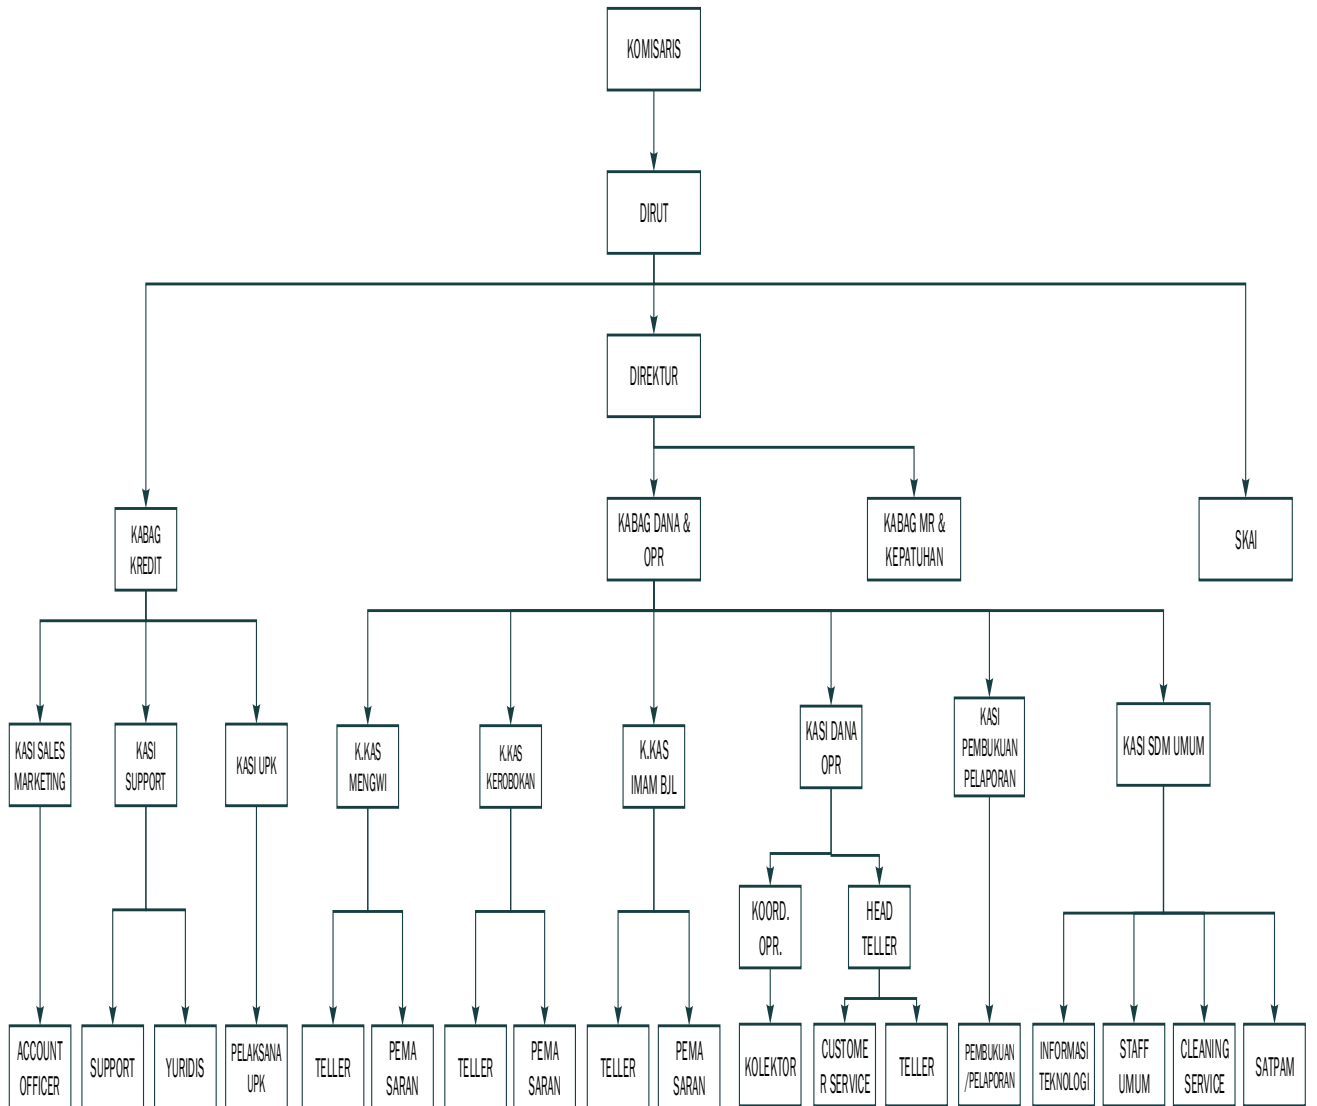 KOMISARIS
DIRUT
DIREKTUR
KABAG
KREDIT
KABAG DANA &
OPR
KABAG MR &
KEPATUHAN
SKAI
KASI SALES
MARKETING
KASI
SUPPORT
KASI UPK
K.KAS
MENGWI
K.KAS
KEROBOKAN
K.KAS
IMAM BJL
KASI DANA
OPR
KASI
PEMBUKUAN
PELAPORAN
KASI SDM UMUM
KOORD.
OPR.
HEAD
TELLER
ACCOUNT
OFFICER
SUPPORT
YURIDIS
PELAKSANA
UPK
TELLER
PEMA
SARAN
TELLER
PEMA
SARAN
TELLER
PEMA
SARAN
KOLEKTOR
CUSTOME
R SERVICE
TELLER
PEMBUKUAN
/PELAPORAN
INFORMASI
TEKNOLOGI
STAFF
UMUM
CLEANING
SERVICE
SATPAM